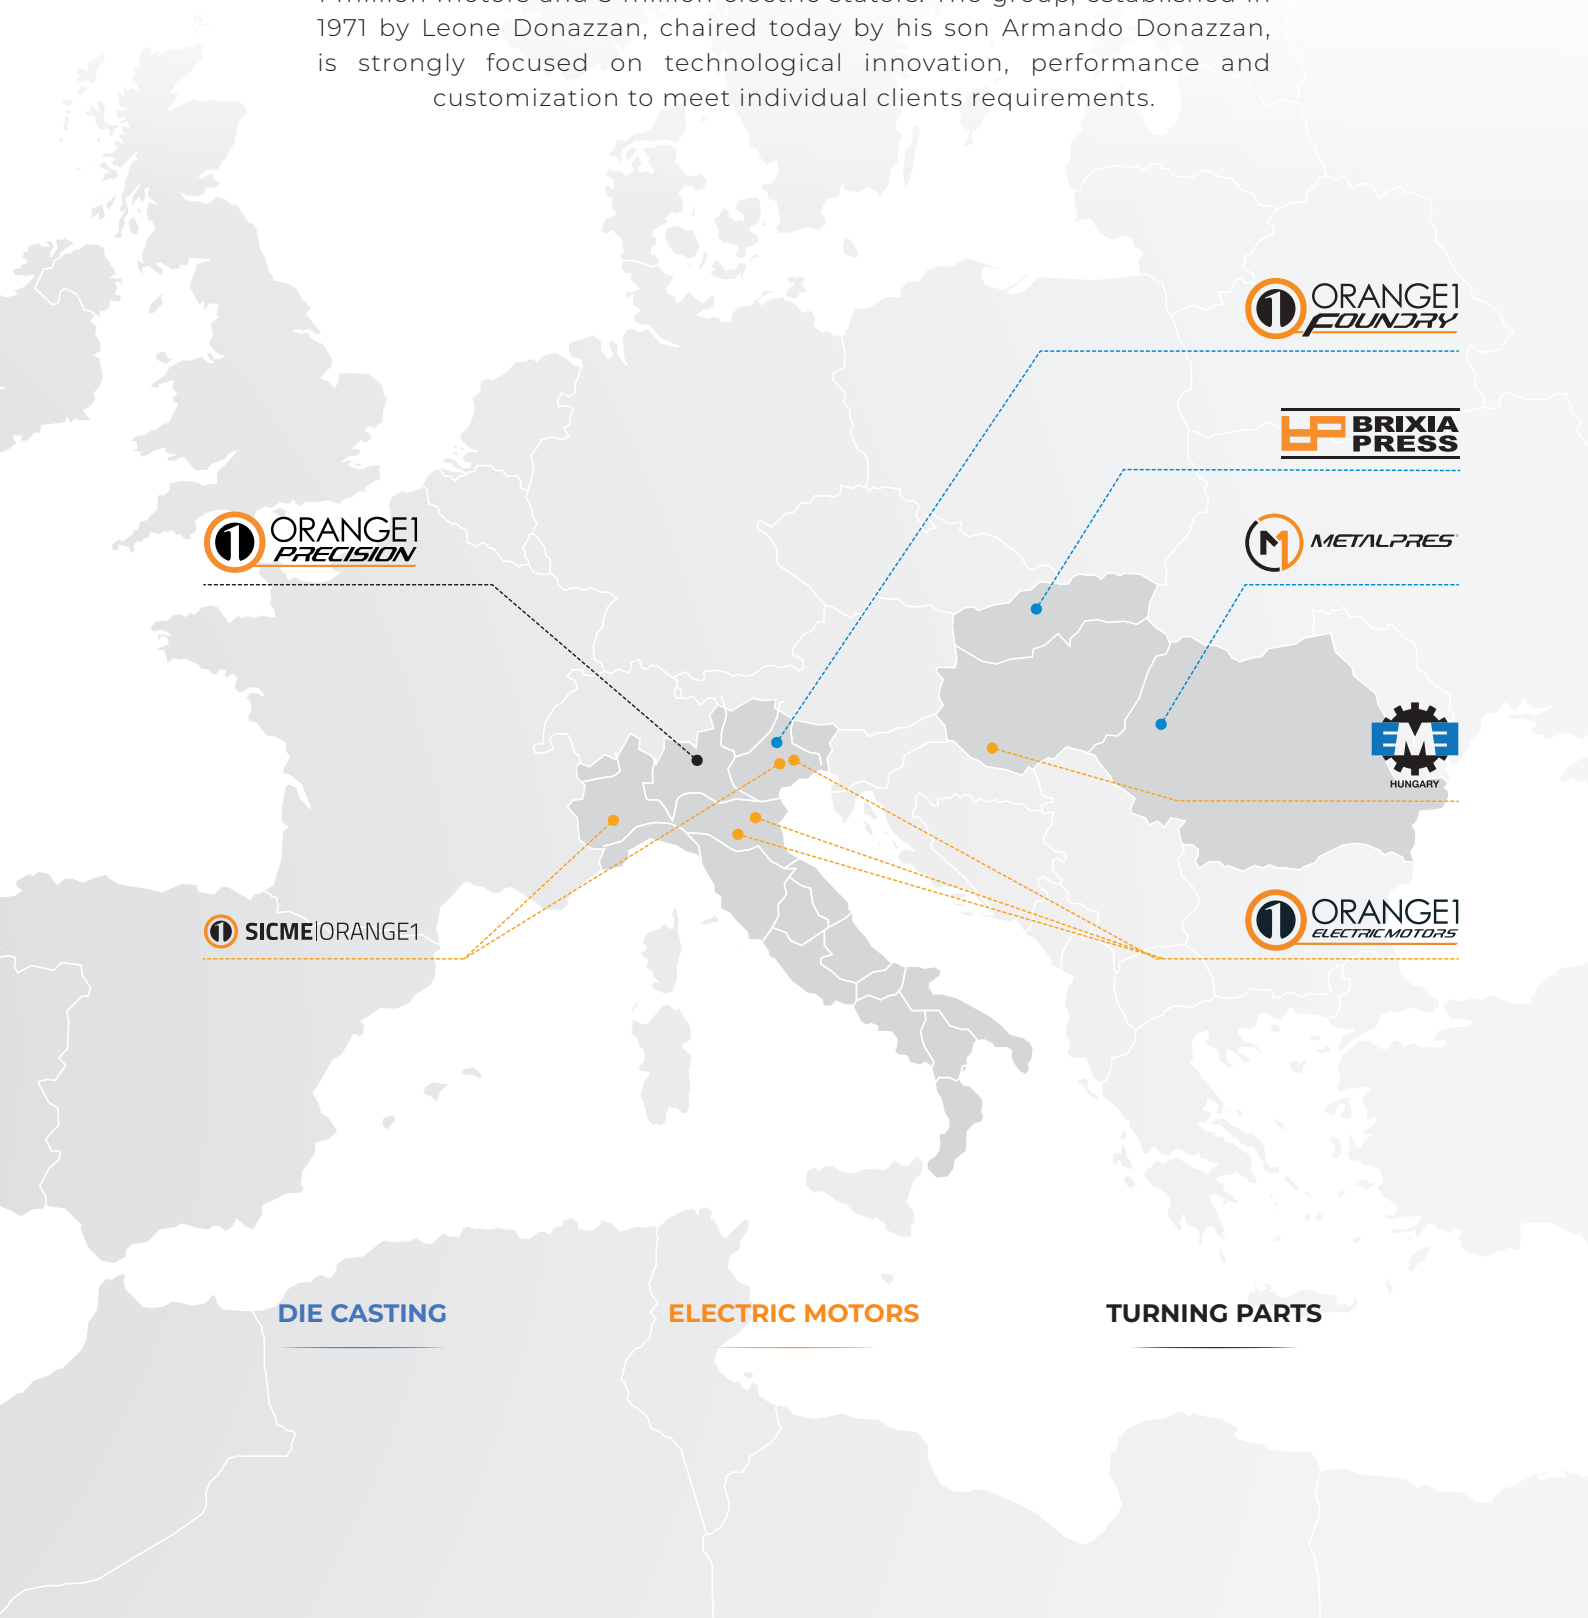 1971 by Leone Donazzan, chaired today by his son Armando Donazzan,
is strongly focused on technological innovation, performance and
customization to meet individual clients requirements.
ORANGE1
FOUNDRY
BRIXIA
PRESS
METALPRES
ORANGE1
PRECISION
EME
HUNGARY
SICME|ORANGE1
ORANGE1
ELECTRIC MOTORS
DIE CASTING
ELECTRIC MOTORS
TURNING PARTS